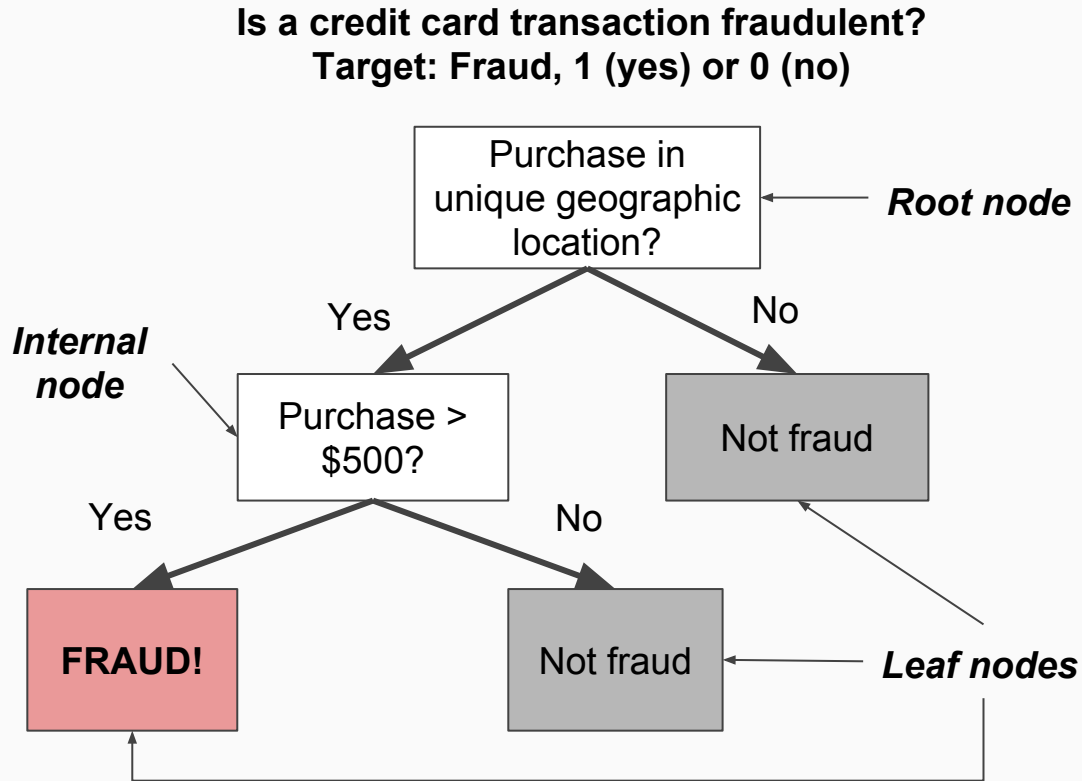 Is a credit card transaction fraudulent?
Target: Fraud, 1 (yes) or 0 (no)
Purchase in
unique geographic
location?
Root node
Yes
No
Internal
node
Purchase >
$500?
Not fraud
Yes
No
FRAUD!
Not fraud
Leaf nodes